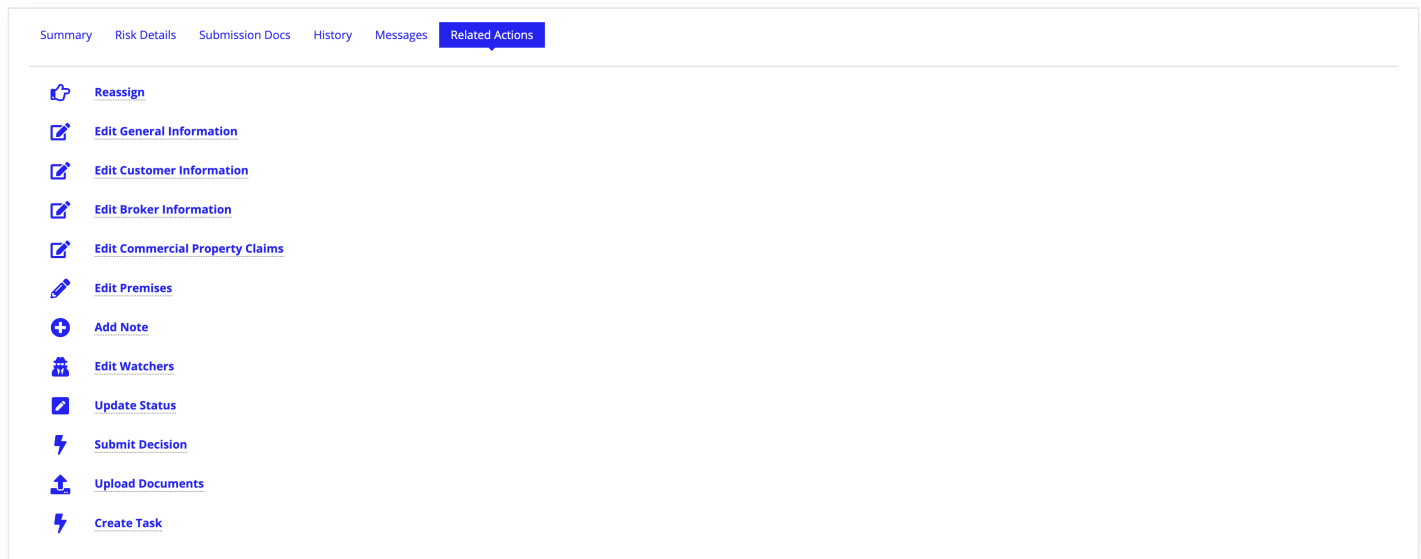 Summary Risk Details Submission Docs History Messages Related Actions
Reassign
Edit General Information
Edit Customer Information
Edit Broker Information
Edit Commercial Property Claims
Edit Premises
Add Note
Edit Watchers
Update Status
Submit Decision
Upload Documents
Create Task